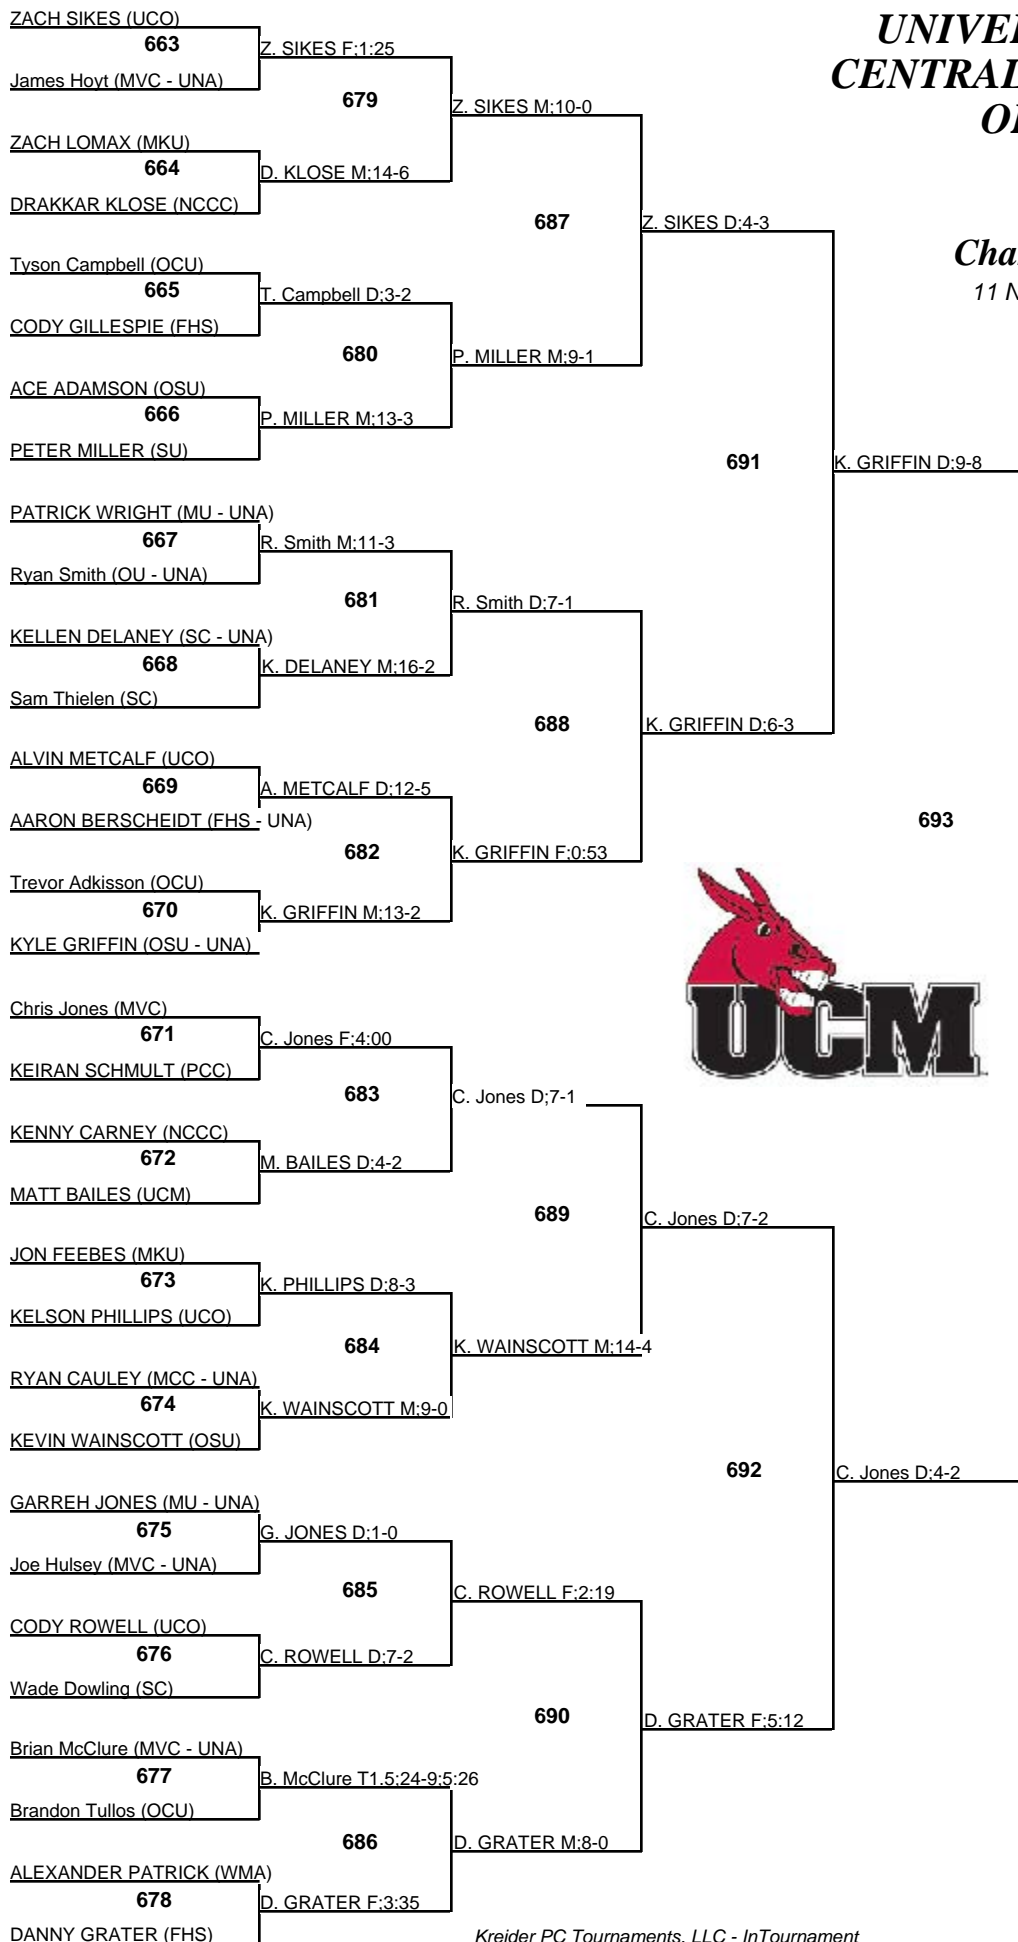 ZACH SIKES (UCO)
663
James Hoyt (MVC - UNA)
Z. SIKES F;1:25
679
ZACH LOMAX (MKU)
664
DRAKKAR KLOSE (NCCC)
D. KLOSE M;14-6
Z. SIKES M;10-0
687
Tyson Campbell (OCU)
665
CODY GILLESPIE (FHS)
T. Campbell D;3-2
680
ACE ADAMSON (OSU)
666
PETER MILLER (SU)
P. MILLER M;13-3
P. MILLER M;9-1
Z. SIKES D;4-3
691
PATRICK WRIGHT (MU - UNA)
667
Ryan Smith (OU - UNA)
R. Smith M;11-3
681
KELLEN DELANEY (SC - UNA)
668
Sam Thielen (SC)
K. DELANEY M;16-2
R. Smith D;7-1
688
ALVIN METCALF (UCO)
669
AARON BERSCHEIDT (FHS - UNA)
A. METCALF D;12-5
682
Trevor Adkisson (OCU)
670
KYLE GRIFFIN (OSU - UNA)
K. GRIFFIN M;13-2
K. GRIFFIN F;0:53
K. GRIFFIN D;6-3
K. GRIFFIN D;9-8
693
Chris Jones (MVC)
671
KEIRAN SCHMULT (PCC)
C. Jones F;4:00
683
KENNY CARNEY (NCCC)
672
MATT BAILES (UCM)
M. BAILES D;4-2
C. Jones D;7-1
689
JON FEEBES (MKU)
673
KELSON PHILLIPS (UCO)
K. PHILLIPS D;8-3
684
RYAN CAULEY (MCC - UNA)
674
KEVIN WAINSCOTT (OSU)
K. WAINSCOTT M;9-0
K. WAINSCOTT M;14-4
C. Jones D;7-2
692
GARREH JONES (MU - UNA)
675
Joe Hulsey (MVC - UNA)
G. JONES D;1-0
685
CODY ROWELL (UCO)
676
Wade Dowling (SC)
C. ROWELL D;7-2
C. ROWELL F;2:19
690
Brian McClure (MVC - UNA)
677
Brandon Tullos (OCU)
B. McClure T1.5;24-9;5:26
686
ALEXANDER PATRICK (WMA)
678
DANNY GRATER (FHS)
D. GRATER F;3:35
D. GRATER M;8-0
D. GRATER F;5:12
C. Jones D;4-2
UNIVE
CENTRAL
O
Cha
11 N
UCM
Kreider PC Tournaments, LLC - InTournament